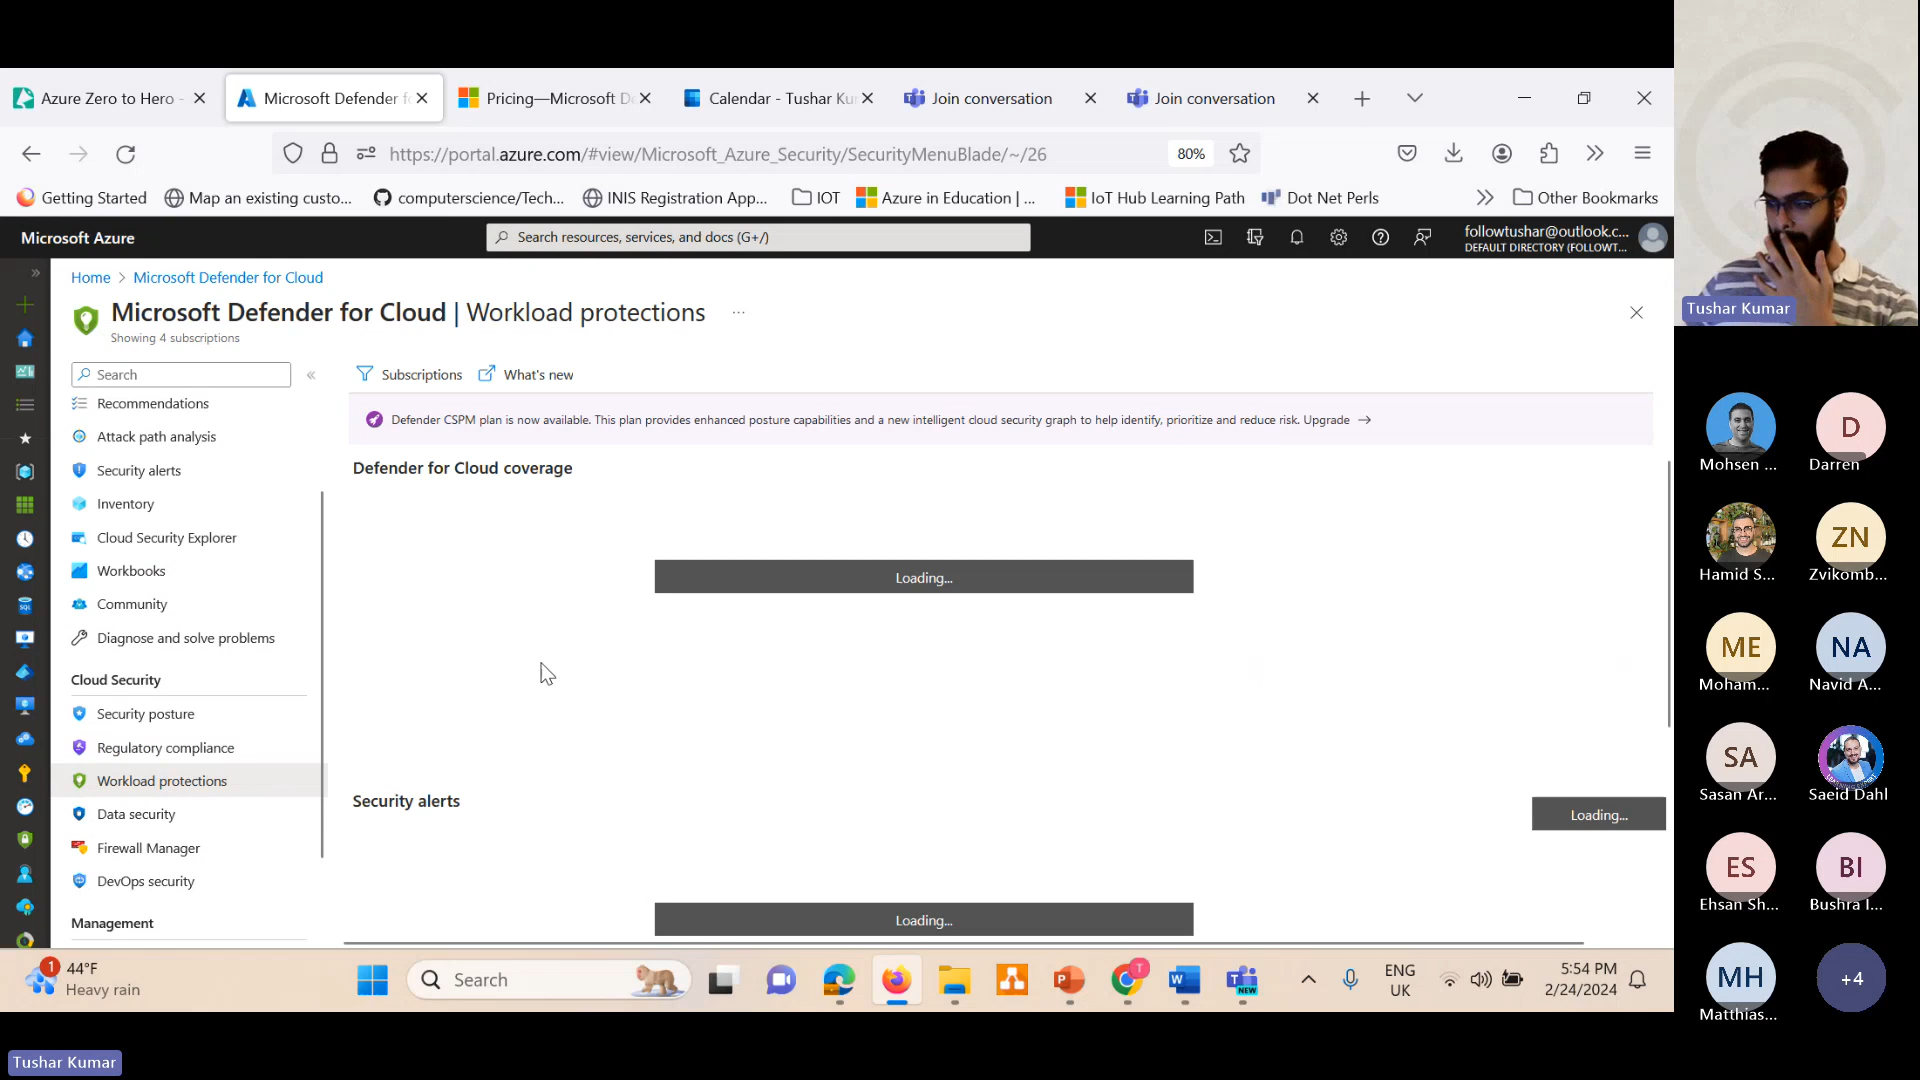 Azure Zero to Hero -
Microsoft Defender f
Pricing—Microsoft De
Calendar - Tushar Ku
Join conversation
Join conversation
https://portal.azure.com/#view/Microsoft_Azure_Security/SecurityMenuBlade/~/26
80%
Getting Started
Map an existing custo...
computerscience/Tech...
INIS Registration App...
IOT
Azure in Education | ...
IoT Hub Learning Path
Dot Net Perls
Other Bookmarks
Microsoft Azure
Search resources, services, and docs (G+/)
followtushar@outlook.c...
DEFAULT DIRECTORY (FOLLOWT...
Home > Microsoft Defender for Cloud
Microsoft Defender for Cloud | Workload protections
...
Showing 4 subscriptions
Search
Subscriptions
What's new
Recommendations
Attack path analysis
Security alerts
Inventory
Cloud Security Explorer
Workbooks
Community
Diagnose and solve problems
Cloud Security
Security posture
Regulatory compliance
Workload protections
Data security
Firewall Manager
DevOps security
Management
Defender CSPM plan is now available. This plan provides enhanced posture capabilities and a new intelligent cloud security graph to help identify, prioritize and reduce risk. Upgrade →
Defender for Cloud coverage
Loading...
Security alerts
Loading...
Loading...
1
44°F
Heavy rain
Search
T
NEW
ENG
UK
5:54 PM
2/24/2024
Tushar Kumar
Mohsen ...
D
Darren
Hamid S...
ZN
Zvikomb...
ME
Moham...
NA
Navid A...
SA
Sasan Ar...
Saeid Dahl
ES
Ehsan Sh...
BI
Bushra I...
MH
Matthias...
+4
Tushar Kumar